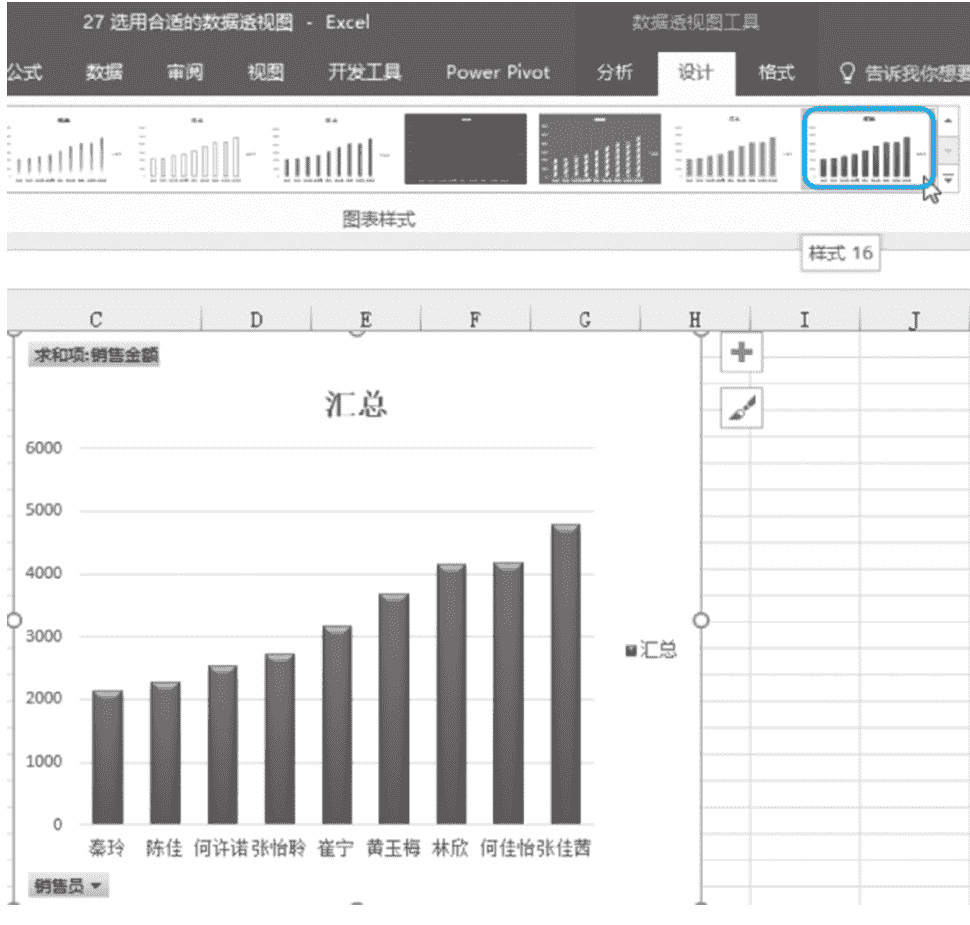 27 选用合适的数据透视图 - Excel 数据透视图工具
公式 数据 审阅 视图 开发工具 Power Pivot 分析 设计 格式 告诉我你想要
图表样式
样式 16
C D E F G H I J
求和项:销售金额
汇总
6000
5000
4000
3000
2000
1000
0
汇总
秦玲 陈佳 何许诺 张怡聆 崔宁 黄玉梅 林欣 何佳怡 张佳茜
销售员